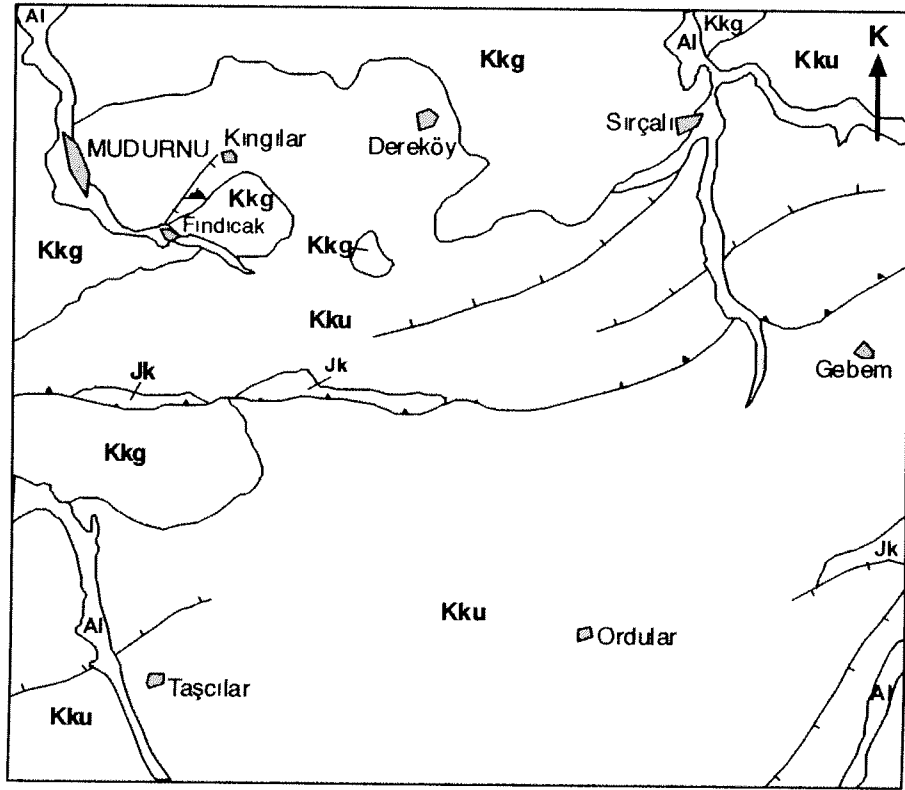 Al
Kkg
Al
Kkg
Kku
K
MUDURNU
Kıngılar
Dereköy
Sırçalı
Kkg
Fındıcak
Kkg
Kkg
Kku
Jk
Jk
Gebem
Kkg
Jk
Kku
Ordular
Al
Taşcılar
Kku
Al